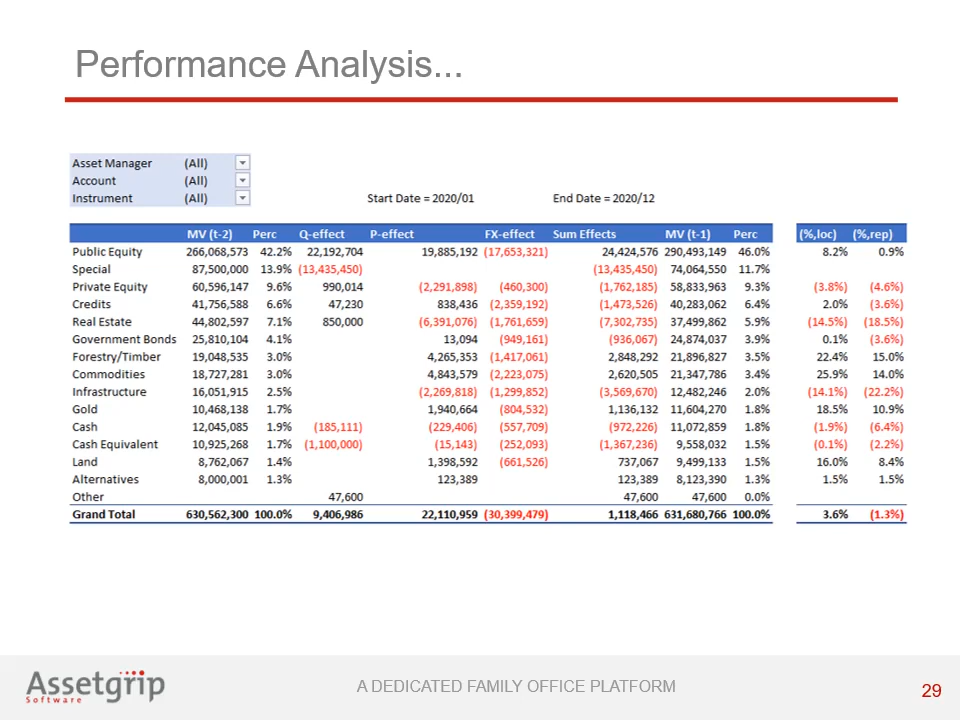 Performance Analysis...
Asset Manager (All)
Account (All)
Instrument (All) Start Date = 2020/01 End Date = 2020/12
MV (t-2) Perc Q-effect P-effect FX-effect Sum Effects MV (t-1) Perc (%,loc) (%,rep)
Public Equity 266,068,573 42.2% 22,192,704 19,885,192 (17,653,321) 24,424,576 290,493,149 46.0% 8.2% 0.9%
Special 87,500,000 13.9% (13,435,450) (13,435,450) 74,064,550 11.7%
Private Equity 60,596,147 9.6% 990,014 (2,291,898) (460,300) (1,762,185) 58,833,963 9.3% (3.8%) (4.6%)
Credits 41,756,588 6.6% 47,230 838,436 (2,359,192) (1,473,526) 40,283,062 6.4% 2.0% (3.6%)
Real Estate 44,802,597 7.1% 850,000 (6,391,076) (1,761,659) (7,302,735) 37,499,862 5.9% (14.5%) (18.5%)
Government Bonds 25,810,104 4.1% 13,094 (949,161) (936,067) 24,874,037 3.9% 0.1% (3.6%)
Forestry/Timber 19,048,535 3.0% 4,265,353 (1,417,061) 2,848,292 21,896,827 3.5% 22.4% 15.0%
Commodities 18,727,281 3.0% 4,843,579 (2,223,075) 2,620,505 21,347,786 3.4% 25.9% 14.0%
Infrastructure 16,051,915 2.5% (2,269,818) (1,299,852) (3,569,670) 12,482,246 2.0% (14.1%) (22.2%)
Gold 10,468,138 1.7% 1,940,664 (804,532) 1,136,132 11,604,270 1.8% 18.5% 10.9%
Cash 12,045,085 1.9% (185,111) (229,406) (557,709) (972,226) 11,072,859 1.8% (1.9%) (6.4%)
Cash Equivalent 10,925,268 1.7% (1,100,000) (15,143) (252,093) (1,367,236) 9,558,032 1.5% (0.1%) (2.2%)
Land 8,762,067 1.4% 1,398,592 (661,526) 737,067 9,499,133 1.5% 16.0% 8.4%
Alternatives 8,000,001 1.3% 123,389 123,389 8,123,390 1.3% 1.5% 1.5%
Other 47,600 47,600 47,600 0.0%
Grand Total 630,562,300 100.0% 9,406,986 22,110,959 (30,399,479) 1,118,466 631,680,766 100.0% 3.6% (1.3%)
Assetgrip
Software
A DEDICATED FAMILY OFFICE PLATFORM
29